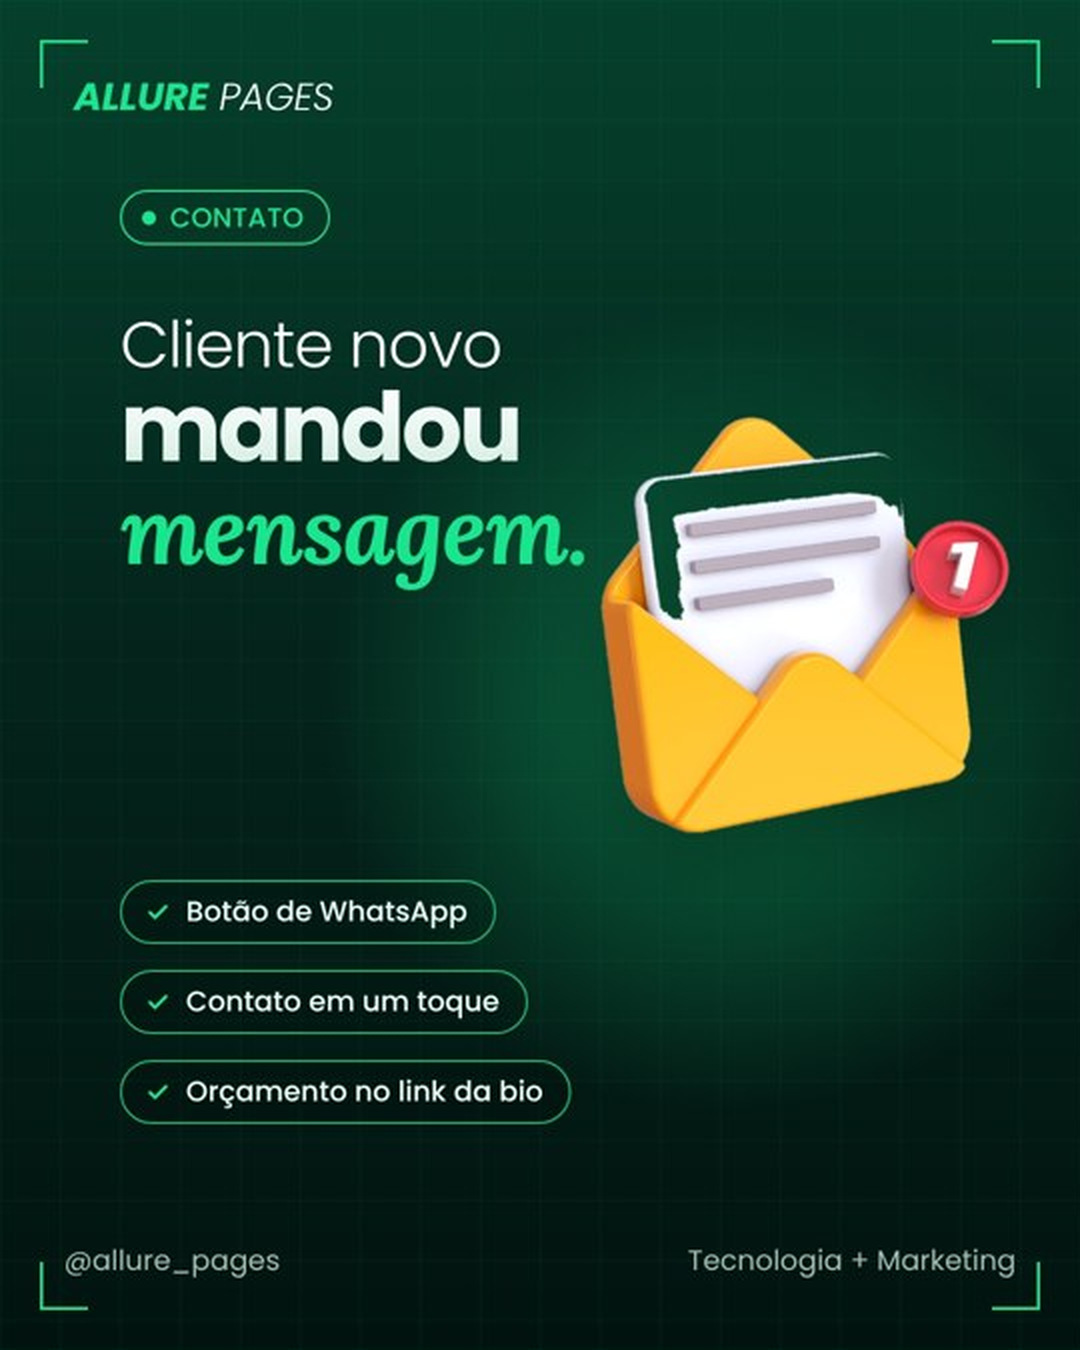 ALLURE PAGES
CONTATO
Cliente novo
mandou
mensagem.
1
Botão de WhatsApp
Contato em um toque
Orçamento no link da bio
@allure_pages
Tecnologia + Marketing